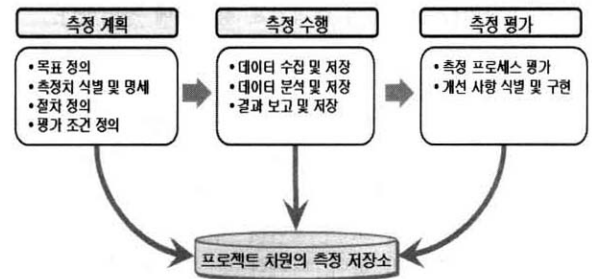 측정 계획
• 목표 정의
• 측정치 식별 및 명세
• 절차 정의
• 평가 조건 정의
측정 수행
• 데이터 수집 및 저장
• 데이터 분석 및 저장
• 결과 보고 및 저장
측정 평가
• 측정 프로세스 평가
• 개선 사항 식별 및 구현
프로젝트 차원의 측정 저장소